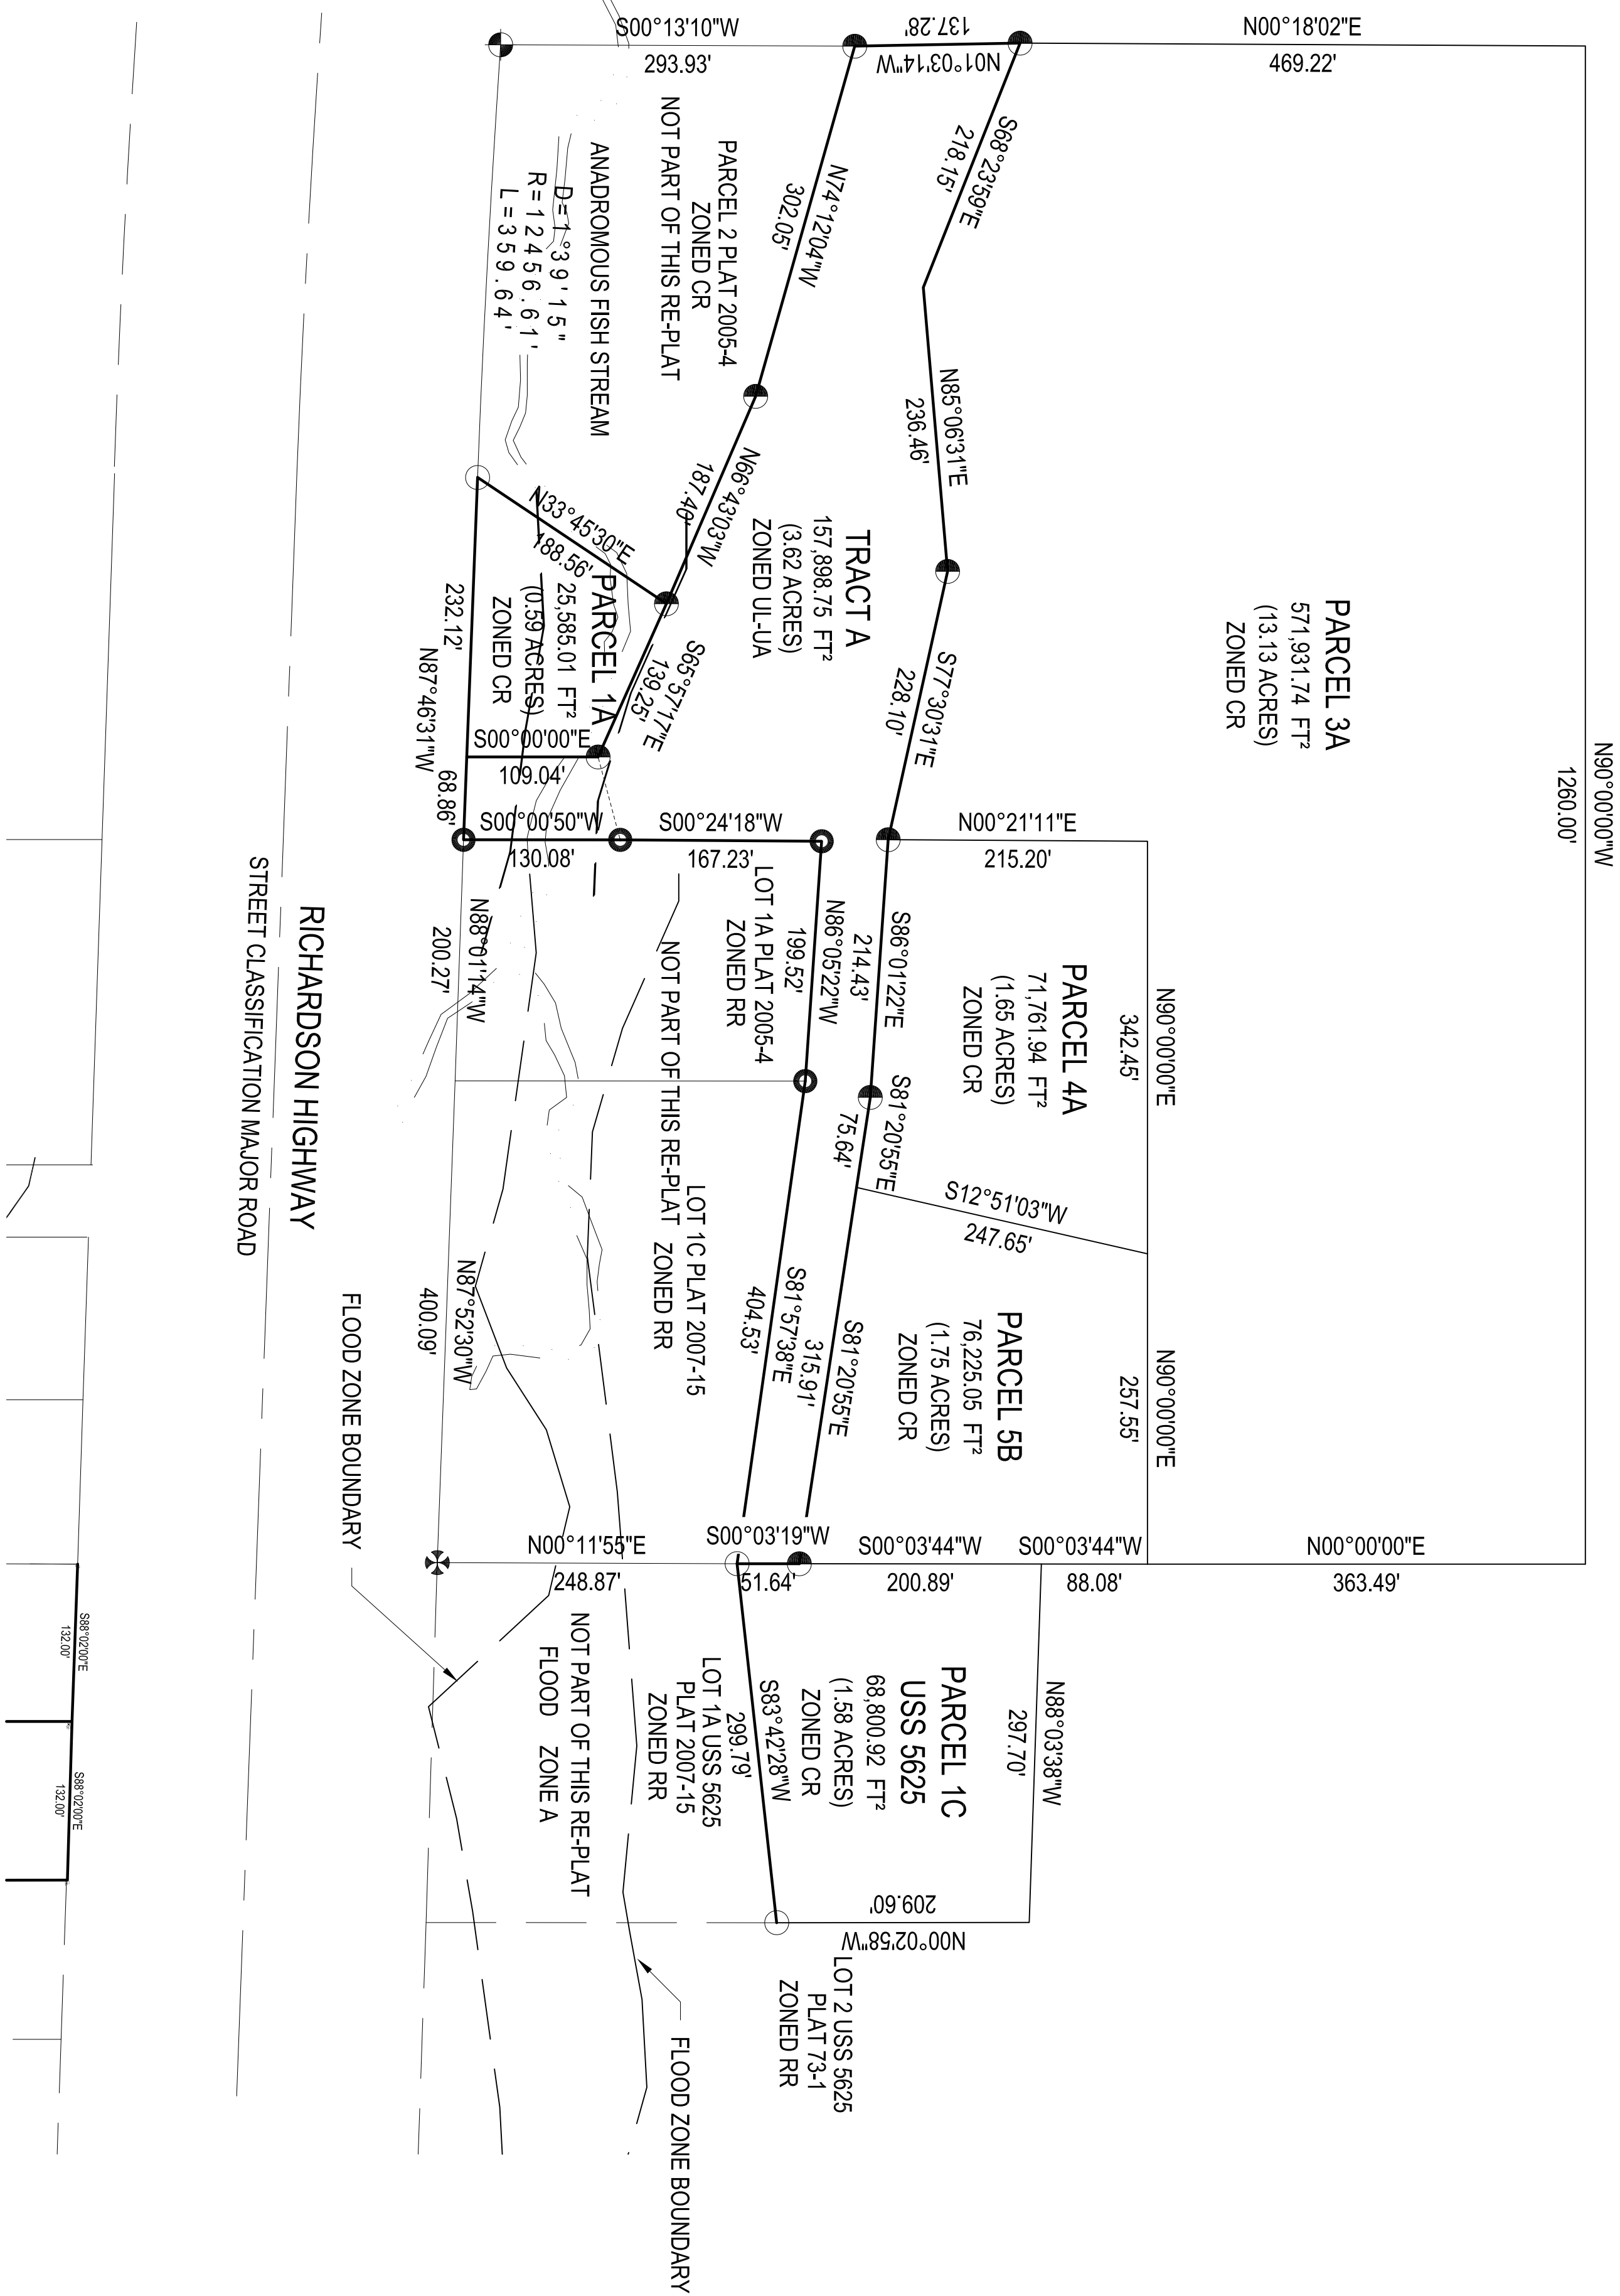 N90°00'00"W
1260.00'
N00°18'02"E
469.22'
PARCEL 3A
571,931.74 FT²
(13.13 ACRES)
ZONED CR
N00°00'00"E
363.49'
N01°03'14"W
137.28'
S68°23'59"E
218.15'
N85°06'31"E
236.46'
S77°30'31"E
228.10'
N00°21'11"E
215.20'
N90°00'00"E
342.45'
N90°00'00"E
257.55'
PARCEL 4A
71,761.94 FT²
(1.65 ACRES)
ZONED CR
S86°01'22"E
214.43'
S81°20'55"E
75.64'
S12°51'03"W
247.65'
PARCEL 5B
76,225.05 FT²
(1.75 ACRES)
ZONED CR
S81°20'55"E
315.91'
S00°03'44"W
88.08'
S00°03'44"W
200.89'
S00°03'19"W
51.64'
N88°03'38"W
297.70'
PARCEL 1C
USS 5625
68,800.92 FT²
(1.58 ACRES)
ZONED CR
S83°42'28"W
299.79'
N00°02'58"W
209.60'
LOT 2 USS 5625
PLAT 73-1
ZONED RR
TRACT A
157,898.75 FT²
(3.62 ACRES)
ZONED UL-UA
N74°12'04"W
302.05'
N66°43'03"W
187.40'
S65°57'17"E
139.25'
S00°13'10"W
293.93'
PARCEL 2 PLAT 2005-4
ZONED CR
NOT PART OF THIS RE-PLAT
ANADROMOUS FISH STREAM
D=1°39'15"
R=12456.61'
L=359.64'
N33°45'30"E
188.56'
PARCEL 1A
25,585.01 FT²
(0.59 ACRES)
ZONED CR
S00°00'00"E
109.04'
232.12'
N87°46'31"W
68.86'
S00°00'50"W
130.08'
S00°24'18"W
167.23'
N86°05'22"W
199.52'
LOT 1A PLAT 2005-4
ZONED RR
NOT PART OF THIS RE-PLAT
N88°01'14"W
200.27'
S81°57'38"E
404.53'
LOT 1C PLAT 2007-15
ZONED RR
N87°52'30"W
400.09'
N00°11'55"E
248.87'
LOT 1A USS 5625
PLAT 2007-15
ZONED RR
NOT PART OF THIS RE-PLAT
FLOOD ZONE A
FLOOD ZONE BOUNDARY
FLOOD ZONE BOUNDARY
RICHARDSON HIGHWAY
STREET CLASSIFICATION MAJOR ROAD
S88°02'00"E
132.00'
S88°02'00"E
132.00'